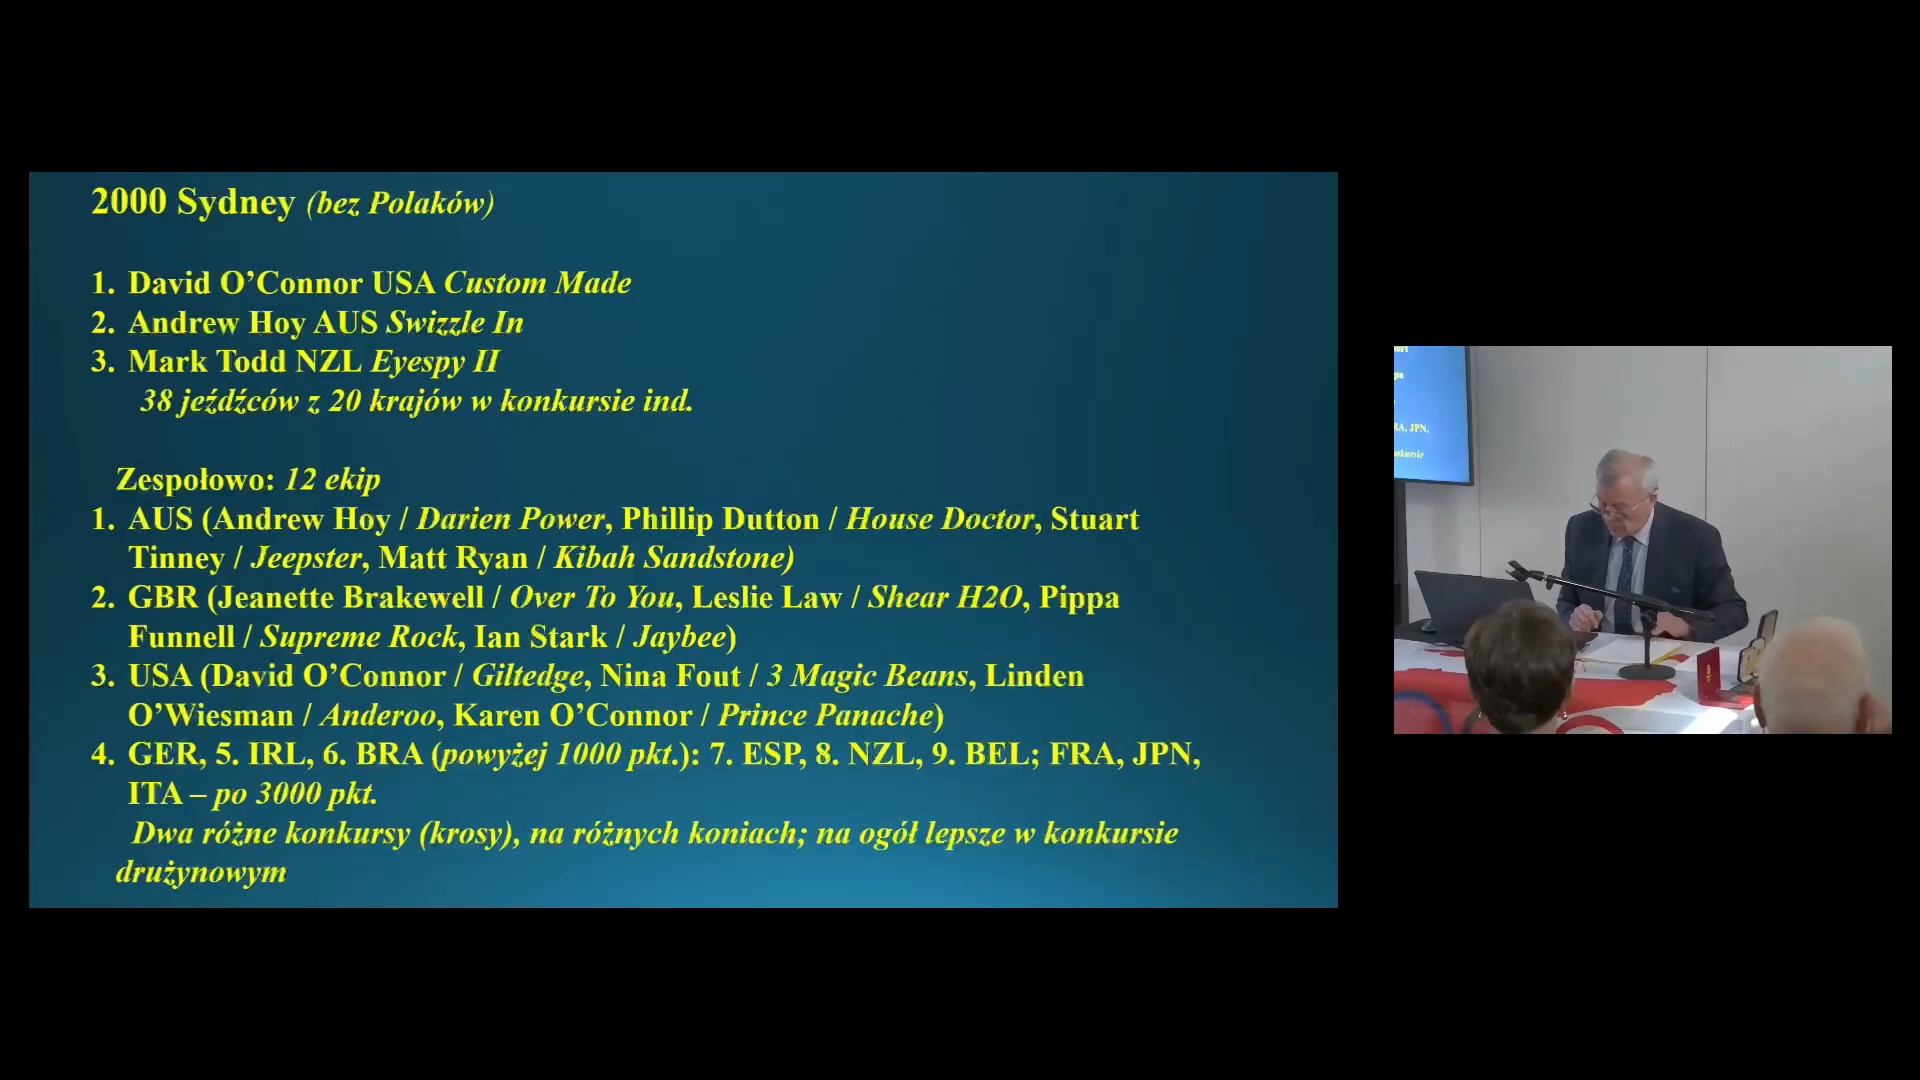 2000 Sydney (bez Polaków)
1. David O’Connor USA Custom Made
2. Andrew Hoy AUS Swizzle In
3. Mark Todd NZL Eyespy II
38 jeźdźców z 20 krajów w konkursie ind.
Zespołowo: 12 ekip
1. AUS (Andrew Hoy / Darien Power, Phillip Dutton / House Doctor, Stuart
Tinney / Jeepster, Matt Ryan / Kibah Sandstone)
2. GBR (Jeanette Brakewell / Over To You, Leslie Law / Shear H2O, Pippa
Funnell / Supreme Rock, Ian Stark / Jaybee)
3. USA (David O’Connor / Giltedge, Nina Fout / 3 Magic Beans, Linden
O’Wiesman / Anderoo, Karen O’Connor / Prince Panache)
4. GER, 5. IRL, 6. BRA (powyżej 1000 pkt.): 7. ESP, 8. NZL, 9. BEL; FRA, JPN,
ITA – po 3000 pkt.
Dwa różne konkursy (krosy), na różnych koniach; na ogół lepsze w konkursie
drużynowym
RA, JPN,